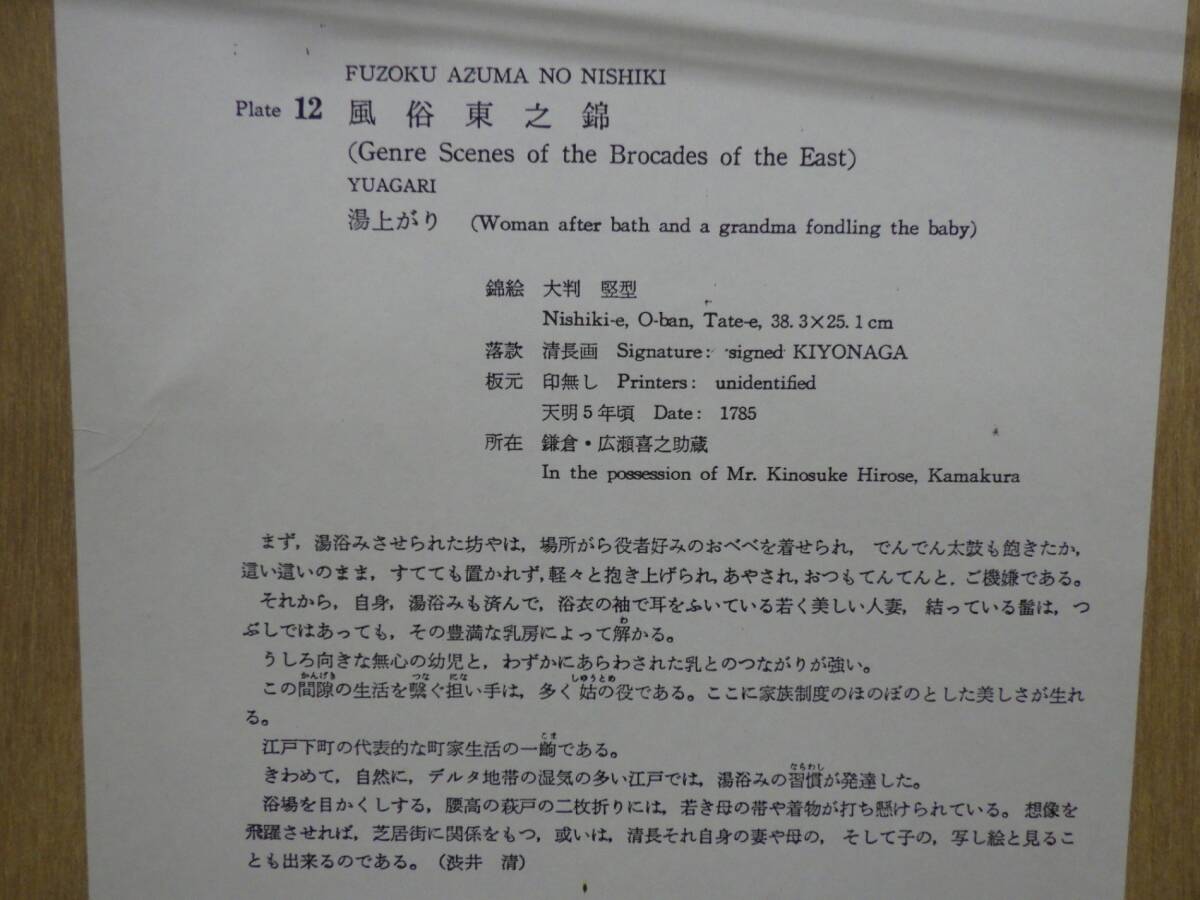 FUZOKU AZUMA NO NISHIKI
Plate 12 風俗東之錦
(Genre Scenes of the Brocades of the East)
YUAGARI
湯上がり (Woman after bath and a grandma fondling the baby)
錦絵 大判 竪型
Nishiki-e, O-ban, Tate-e, 38.3×25.1cm
落款 清長画 Signature: signed KIYONAGA
板元 印無し Printers: unidentified
天明5年頃 Date: 1785
所在 鎌倉・広瀬喜之助蔵
In the possession of Mr. Kinosuke Hirose, Kamakura
まず，湯浴みさせられた坊やは，場所がら役者好みのおべべを着せられ，でんでん太鼓も飽きたか，
這い這いのまま，すてても置かれず，軽々と抱き上げられ，あやされ，おつもてんてんと，ご機嫌である。
それから，自身，湯浴みも済んで，浴衣の袖で耳をふいている若く美しい人妻，結っている髷は，つ
ぶしではあっても，その豊満な乳房によって解かる。
うしろ向きな無心の幼児と，わずかにあらわされた乳とのつながりが強い。
この間隙の生活を繫ぐ担い手は，多く姑の役である。ここに家族制度のほのぼのとした美しさが生れ
る。
江戸下町の代表的な町家生活の一齣である。
きわめて，自然に，デルタ地帯の湿気の多い江戸では，湯浴みの習慣が発達した。
浴場を目かくしする，腰高の萩戸の二枚折りには，若き母の帯や着物が打ち懸けられている。想像を
飛躍させれば，芝居街に関係をもつ，或いは，清長それ自身の妻や母の，そして子の，写し絵と見るこ
とも出来るのである。（渋井 清）